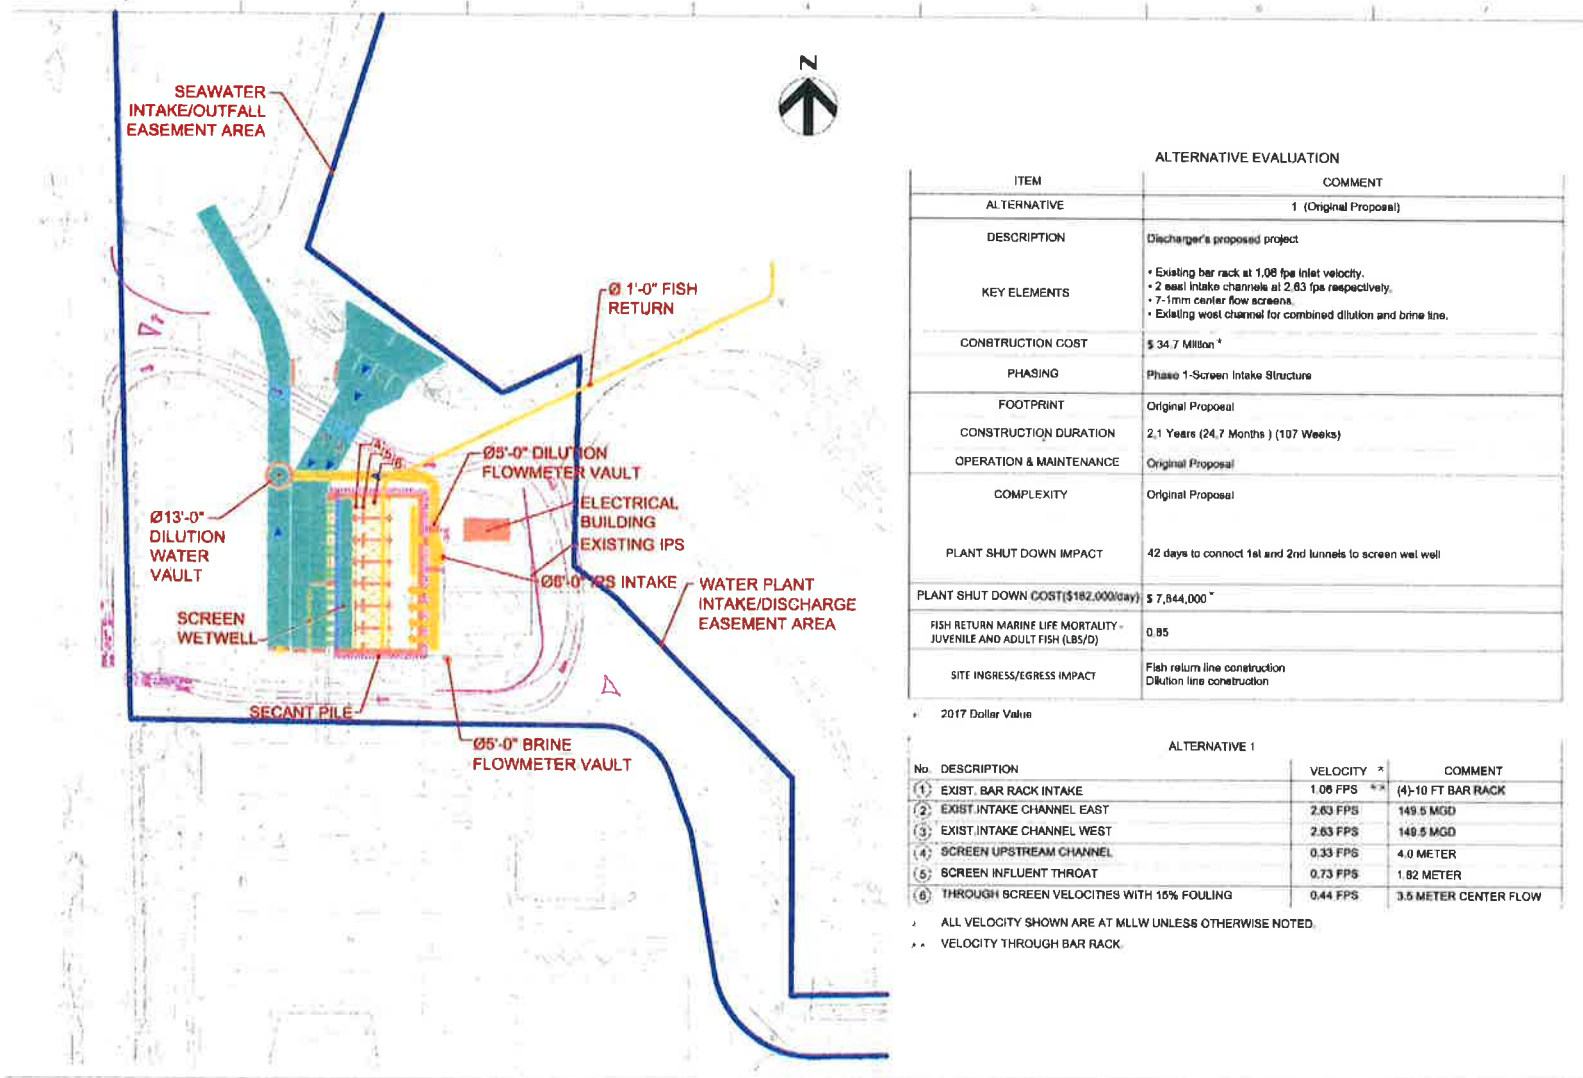 SEAWATER
INTAKE/OUTFALL
EASEMENT AREA
N
Ø 1'-0" FISH
RETURN
4
5
6
Ø5'-0" DILUTION
FLOWMETER VAULT
ELECTRICAL
BUILDING
EXISTING IPS
Ø13'-0"
DILUTION
WATER
VAULT
INTAKE
WATER PLANT
INTAKE/DISCHARGE
EASEMENT AREA
SCREEN
WETWELL
SECANT PILE
Ø5'-0" BRINE
FLOWMETER VAULT
ALTERNATIVE EVALUATION
ITEM COMMENT
ALTERNATIVE 1 (Original Proposal)
DESCRIPTION Discharger's proposed project
KEY ELEMENTS
• Existing bar rack at 1.06 fps inlet velocity.
• 2 east intake channels at 2.63 fps respectively.
• 7-1mm center flow screens.
• Existing west channel for combined dilution and brine line.
CONSTRUCTION COST $ 34.7 Million *
PHASING Phase 1-Screen Intake Structure
FOOTPRINT Original Proposal
CONSTRUCTION DURATION 2.1 Years (24.7 Months ) (107 Weeks)
OPERATION & MAINTENANCE Original Proposal
COMPLEXITY Original Proposal
PLANT SHUT DOWN IMPACT 42 days to connect 1st and 2nd tunnels to screen wet well
PLANT SHUT DOWN COST($182,000/day) $ 7,644,000 *
FISH RETURN MARINE LIFE MORTALITY -
JUVENILE AND ADULT FISH (LBS/D) 0.85
SITE INGRESS/EGRESS IMPACT Fish return line construction
Dilution line construction
* 2017 Dollar Value
ALTERNATIVE 1
No. DESCRIPTION VELOCITY * COMMENT
1 EXIST. BAR RACK INTAKE 1.06 FPS ** (4)-10 FT BAR RACK
2 EXIST.INTAKE CHANNEL EAST 2.63 FPS 149.5 MGD
3 EXIST.INTAKE CHANNEL WEST 2.63 FPS 149.5 MGD
4 SCREEN UPSTREAM CHANNEL 0.33 FPS 4.0 METER
5 SCREEN INFLUENT THROAT 0.73 FPS 1.82 METER
6 THROUGH SCREEN VELOCITIES WITH 15% FOULING 0.44 FPS 3.5 METER CENTER FLOW
* ALL VELOCITY SHOWN ARE AT MLLW UNLESS OTHERWISE NOTED.
** VELOCITY THROUGH BAR RACK.